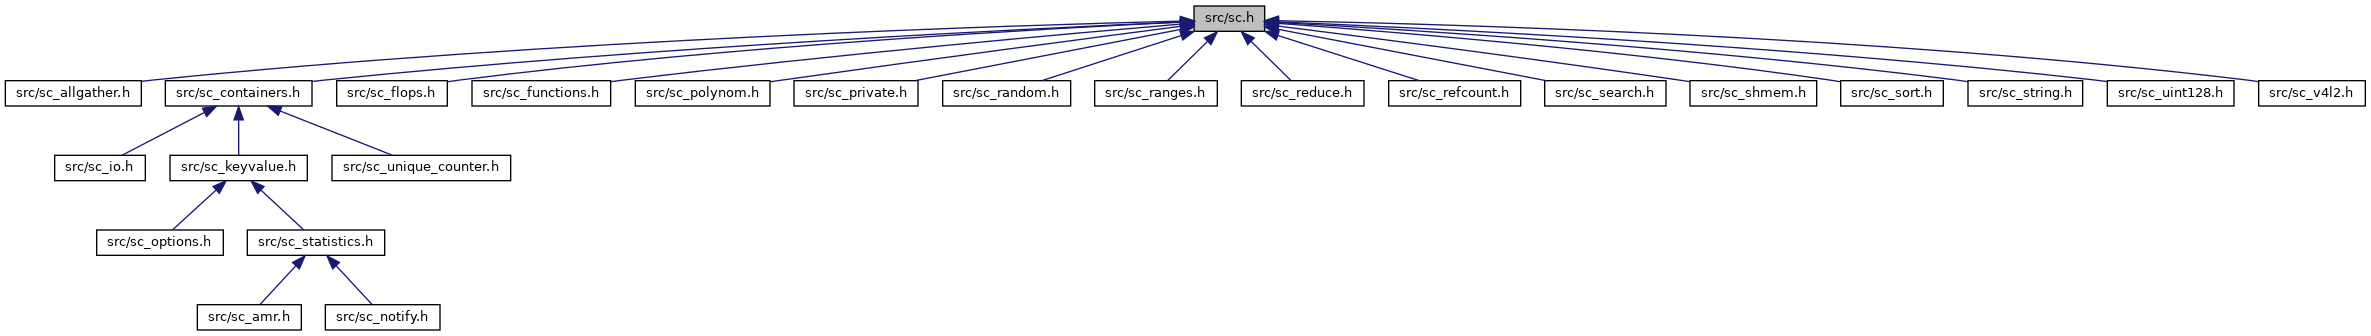 src/sc.h
src/sc_allgather.h
src/sc_containers.h
src/sc_flops.h
src/sc_functions.h
src/sc_polynom.h
src/sc_private.h
src/sc_random.h
src/sc_ranges.h
src/sc_reduce.h
src/sc_refcount.h
src/sc_search.h
src/sc_shmem.h
src/sc_sort.h
src/sc_string.h
src/sc_uint128.h
src/sc_v4l2.h
src/sc_io.h
src/sc_keyvalue.h
src/sc_unique_counter.h
src/sc_options.h
src/sc_statistics.h
src/sc_amr.h
src/sc_notify.h